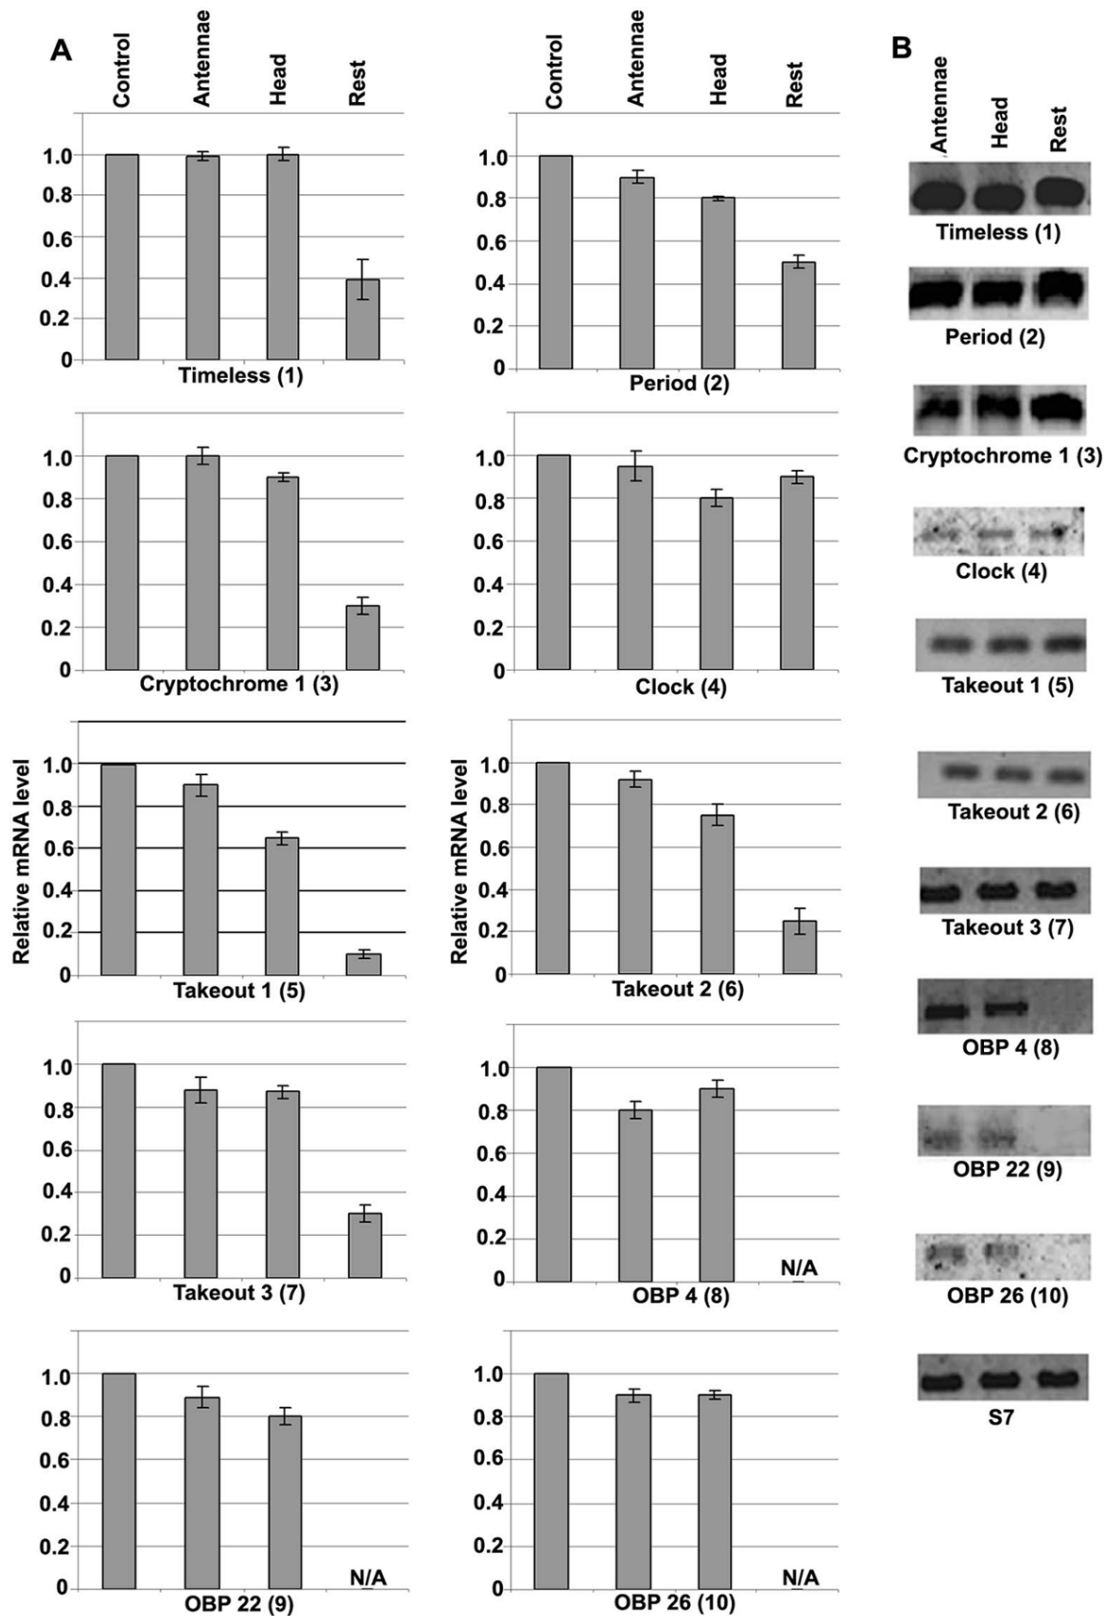 A
Control
Antennae
Head
Rest
1.0
0.8
0.6
0.4
0.2
0
Timeless (1)
Control
Antennae
Head
Rest
1.0
0.8
0.6
0.4
0.2
0
Period (2)
1.0
0.8
0.6
0.4
0.2
0
Cryptochrome 1 (3)
1.0
0.8
0.6
0.4
0.2
0
Clock (4)
Relative mRNA level
1.0
0.8
0.6
0.4
0.2
0
Takeout 1 (5)
Relative mRNA level
1.0
0.8
0.6
0.4
0.2
0
Takeout 2 (6)
1.0
0.8
0.6
0.4
0.2
0
Takeout 3 (7)
1.0
0.8
0.6
0.4
0.2
0
N/A
OBP 4 (8)
1.0
0.8
0.6
0.4
0.2
0
N/A
OBP 22 (9)
1.0
0.8
0.6
0.4
0.2
0
N/A
OBP 26 (10)
B
Antennae
Head
Rest
Timeless (1)
Period (2)
Cryptochrome 1 (3)
Clock (4)
Takeout 1 (5)
Takeout 2 (6)
Takeout 3 (7)
OBP 4 (8)
OBP 22 (9)
OBP 26 (10)
S7